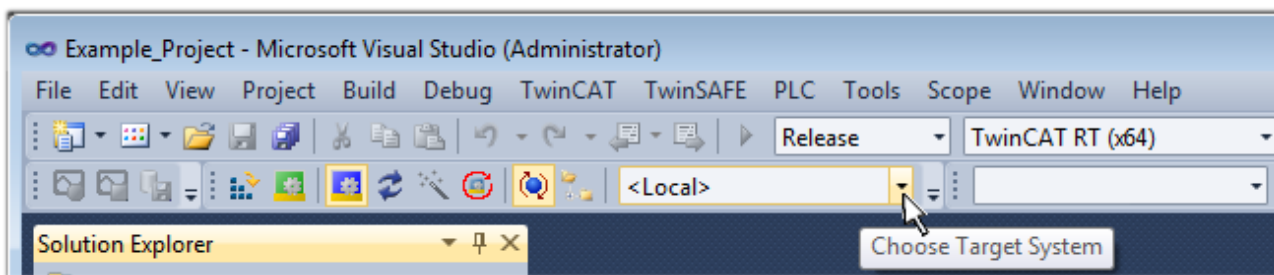 Example_Project - Microsoft Visual Studio (Administrator)
File Edit View Project Build Debug TwinCAT TwinSAFE PLC Tools Scope Window Help
Release TwinCAT RT (x64)
<Local>
Solution Explorer
Choose Target System